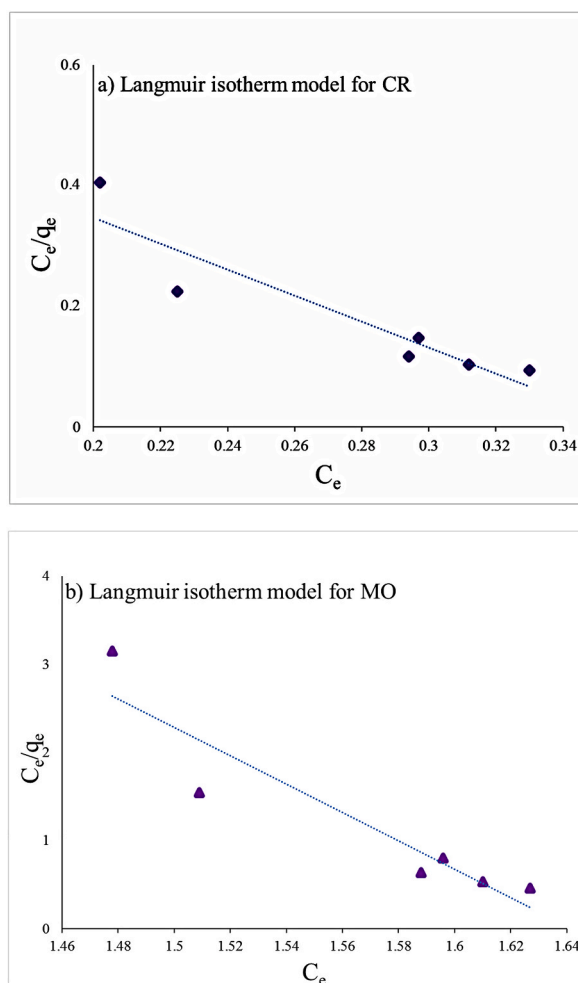 a) Langmuir isotherm model for CR
0.6
0.4
0.2
0
Ce/qe
0.2 0.22 0.24 0.26 0.28 0.3 0.32 0.34
Ce
b) Langmuir isotherm model for MO
4
3
2
1
0
Ce/qe
1.46 1.48 1.5 1.52 1.54 1.56 1.58 1.6 1.62 1.64
Ce